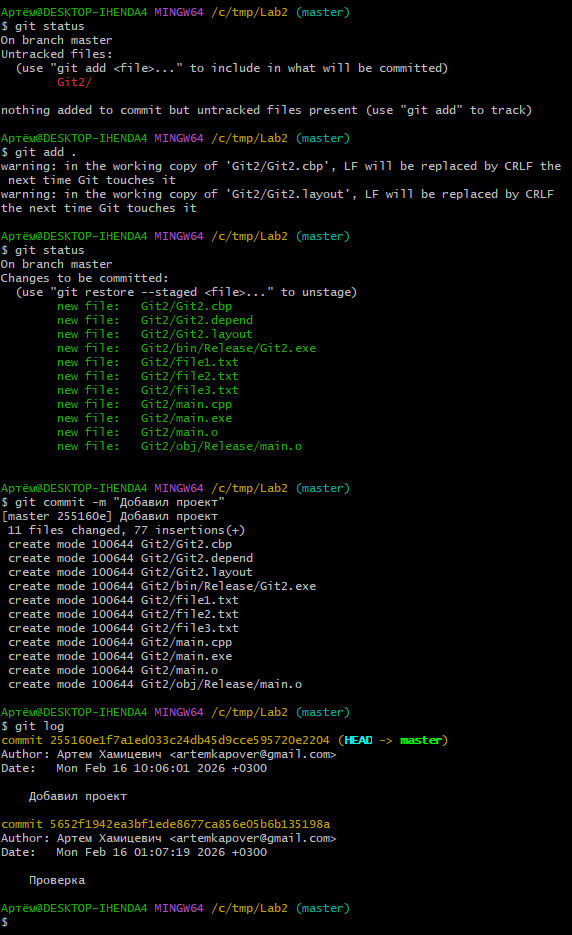 Артём@DESKTOP-IHENDA4 MINGW64 /c/tmp/Lab2 (master)
$ git status
On branch master
Untracked files:
  (use "git add <file>..." to include in what will be committed)
        Git2/

nothing added to commit but untracked files present (use "git add" to track)

Артём@DESKTOP-IHENDA4 MINGW64 /c/tmp/Lab2 (master)
$ git add .
warning: in the working copy of 'Git2/Git2.cbp', LF will be replaced by CRLF the
 next time Git touches it
warning: in the working copy of 'Git2/Git2.layout', LF will be replaced by CRLF
the next time Git touches it

Артём@DESKTOP-IHENDA4 MINGW64 /c/tmp/Lab2 (master)
$ git status
On branch master
Changes to be committed:
  (use "git restore --staged <file>..." to unstage)
        new file:   Git2/Git2.cbp
        new file:   Git2/Git2.depend
        new file:   Git2/Git2.layout
        new file:   Git2/bin/Release/Git2.exe
        new file:   Git2/file1.txt
        new file:   Git2/file2.txt
        new file:   Git2/file3.txt
        new file:   Git2/main.cpp
        new file:   Git2/main.exe
        new file:   Git2/main.o
        new file:   Git2/obj/Release/main.o

Артём@DESKTOP-IHENDA4 MINGW64 /c/tmp/Lab2 (master)
$ git commit -m "Добавил проект"
[master 255160e] Добавил проект
 11 files changed, 77 insertions(+)
 create mode 100644 Git2/Git2.cbp
 create mode 100644 Git2/Git2.depend
 create mode 100644 Git2/Git2.layout
 create mode 100644 Git2/bin/Release/Git2.exe
 create mode 100644 Git2/file1.txt
 create mode 100644 Git2/file2.txt
 create mode 100644 Git2/file3.txt
 create mode 100644 Git2/main.cpp
 create mode 100644 Git2/main.exe
 create mode 100644 Git2/main.o
 create mode 100644 Git2/obj/Release/main.o

Артём@DESKTOP-IHENDA4 MINGW64 /c/tmp/Lab2 (master)
$ git log
commit 255160e1f7a1ed033c24db45d9cce595720e2204 (HEAD -> master)
Author: Артем Хамицевич <artemkapover@gmail.com>
Date:   Mon Feb 16 10:06:01 2026 +0300

    Добавил проект

commit 5652f1942ea3bf1ede8677ca856e05b6b135198a
Author: Артем Хамицевич <artemkapover@gmail.com>
Date:   Mon Feb 16 01:07:19 2026 +0300

    Проверка

Артём@DESKTOP-IHENDA4 MINGW64 /c/tmp/Lab2 (master)
$